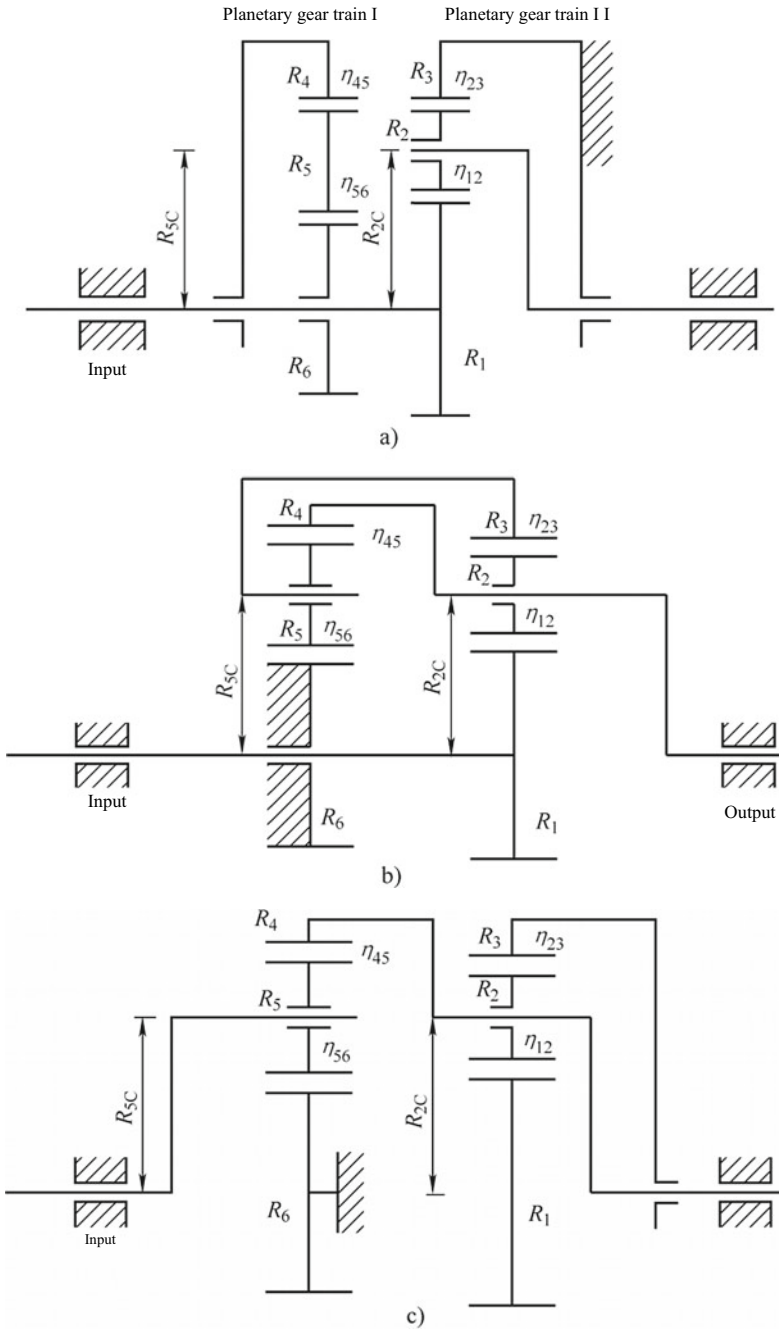 Planetary gear train I Planetary gear train I I
R4 η45 R3 η23
R2
R5 η12
η56
R5C R2C
Input
R6 R1
a)
R4 R3 η23
η45
R2
R5 η56 η12
R5C R2C
Input Output
R6 R1
b)
R4 R3 η23
η45
R5 R2
η56 η12
R5C R2C
Input
R6 R1
c)